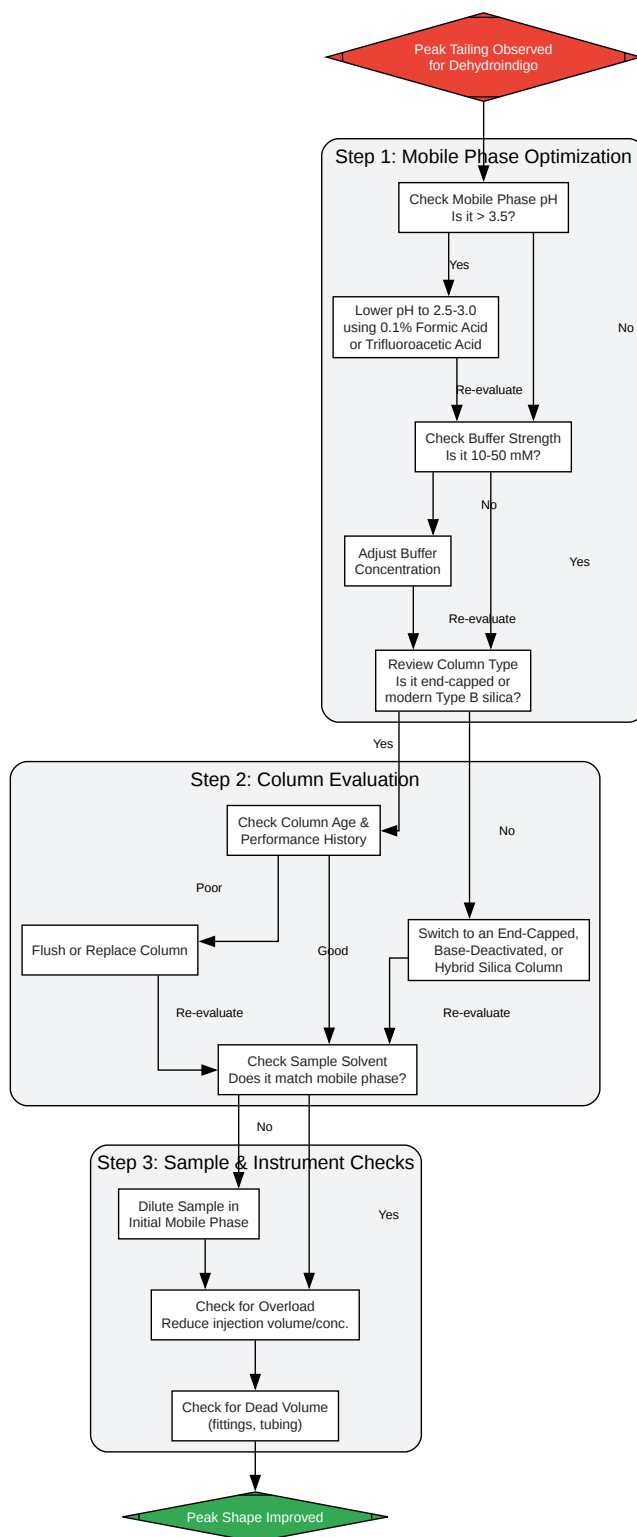 Peak Tailing Observed
for Dehydroindigo
Step 1: Mobile Phase Optimization
Check Mobile Phase pH
Is it > 3.5?
Yes
Lower pH to 2.5-3.0
using 0.1% Formic Acid
or Trifluoroacetic Acid
No
Re-evaluate
Check Buffer Strength
Is it 10-50 mM?
No
Adjust Buffer
Concentration
Yes
Re-evaluate
Review Column Type
Is it end-capped or
modern Type B silica?
Yes
Step 2: Column Evaluation
Check Column Age &
Performance History
No
Poor
Flush or Replace Column
Good
Switch to an End-Capped,
Base-Deactivated, or
Hybrid Silica Column
Re-evaluate
Re-evaluate
Check Sample Solvent
Does it match mobile phase?
No
Step 3: Sample & Instrument Checks
Dilute Sample in
Initial Mobile Phase
Yes
Check for Overload
Reduce injection volume/conc.
Check for Dead Volume
(fittings, tubing)
Peak Shape Improved